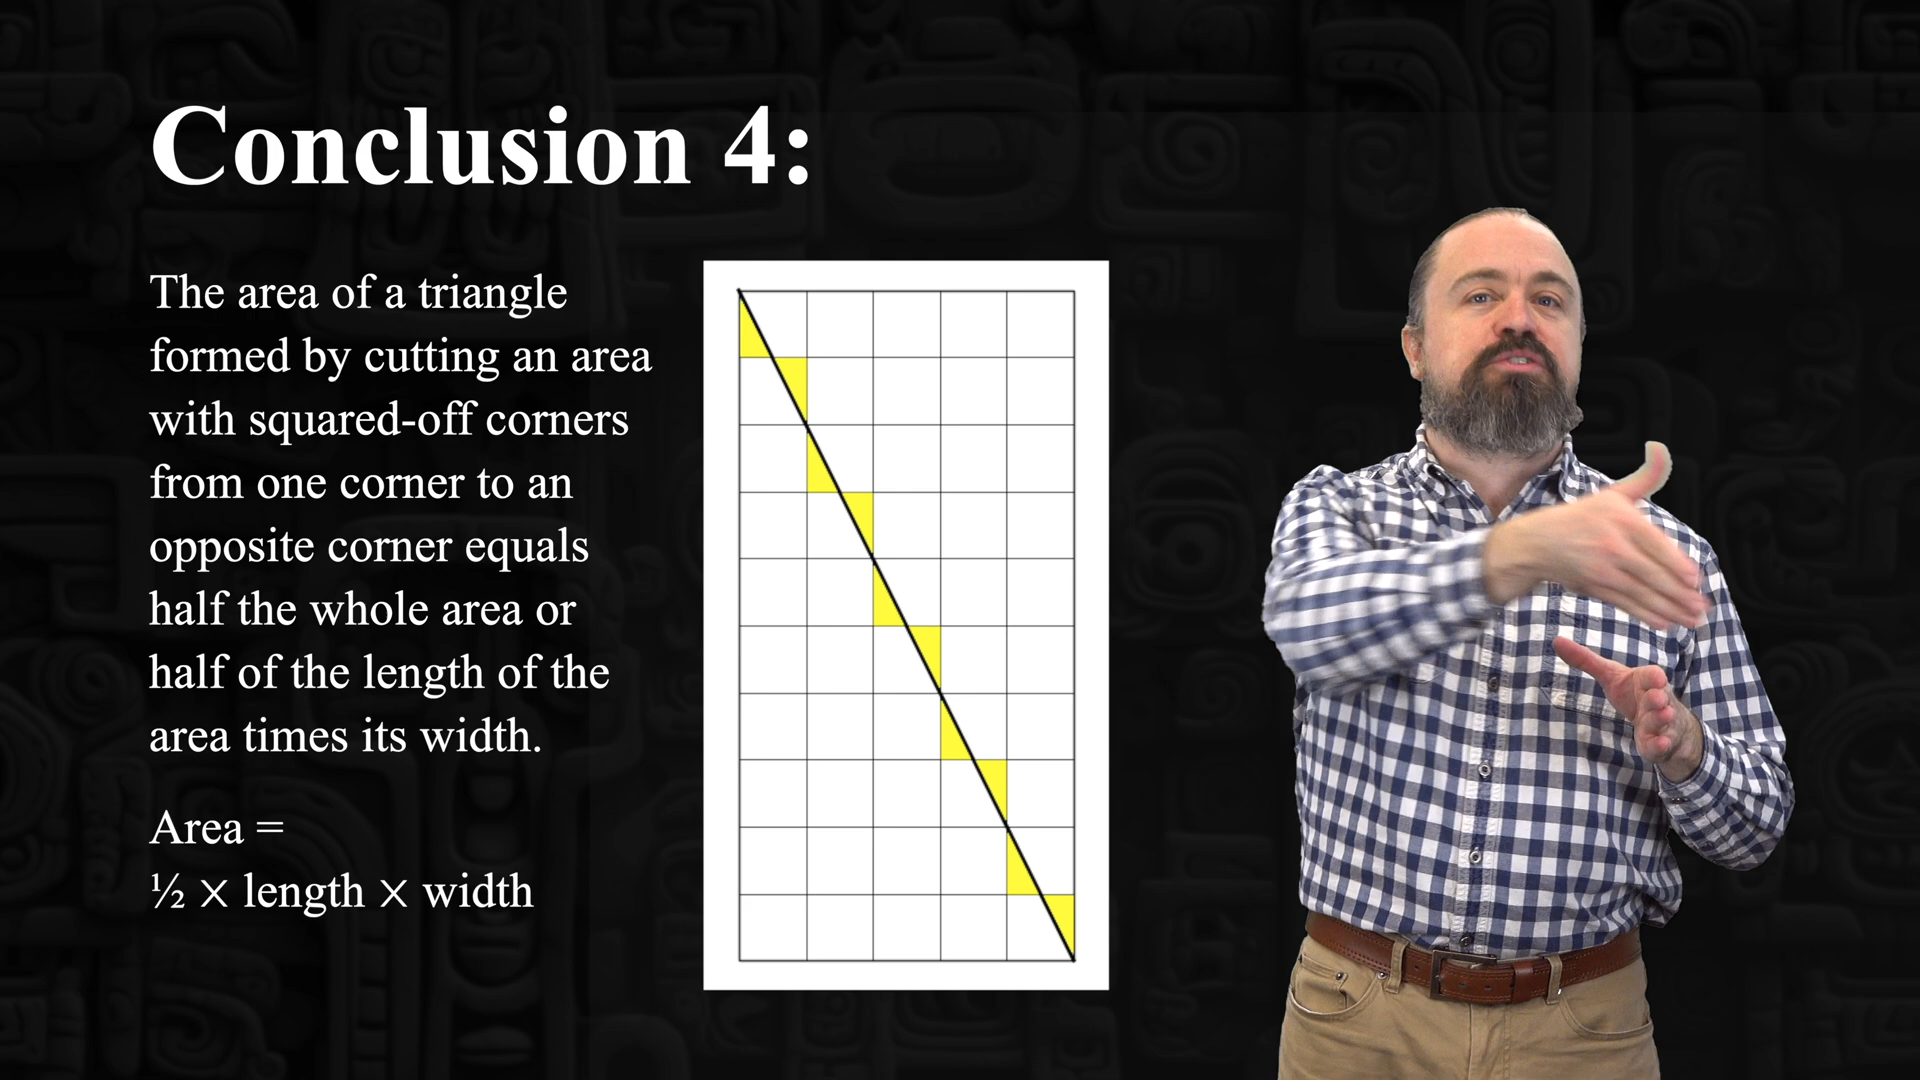 Conclusion 4:
The area of a triangle
formed by cutting an area
with squared-off corners
from one corner to an
opposite corner equals
half the whole area or
half of the length of the
area times its width.
Area =
½ × length × width